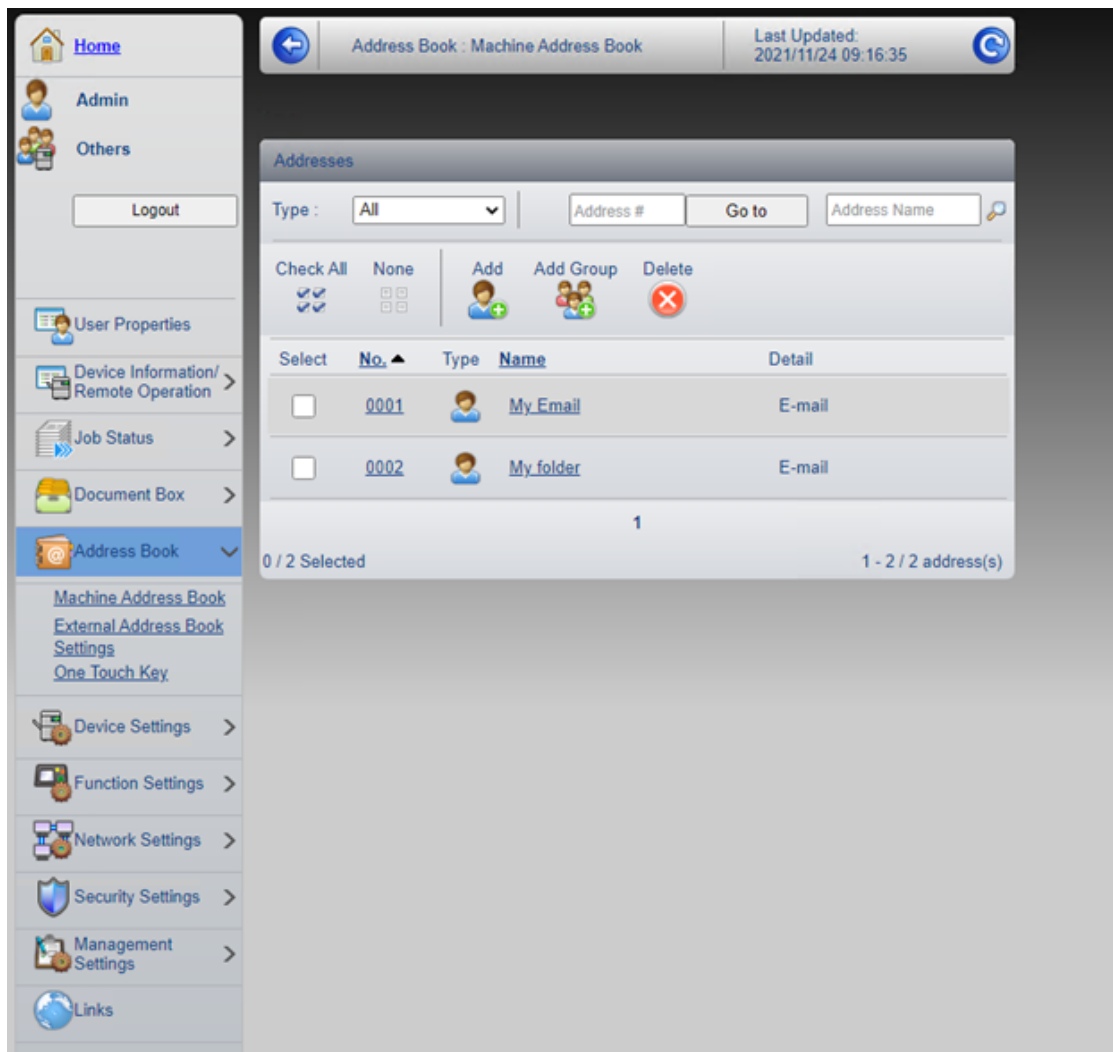 Home
Admin
Others
Logout
User Properties
Device Information/
Remote Operation
Job Status
Document Box
Address Book
Machine Address Book
External Address Book
Settings
One Touch Key
Device Settings
Function Settings
Network Settings
Security Settings
Management
Settings
Links
Address Book : Machine Address Book
Last Updated:
2021/11/24 09:16:35
Addresses
Type : All Address # Go to Address Name
Check All None Add Add Group Delete
Select No. Type Name Detail
0001 My Email E-mail
0002 My folder E-mail
1
0 / 2 Selected 1 - 2 / 2 address(s)